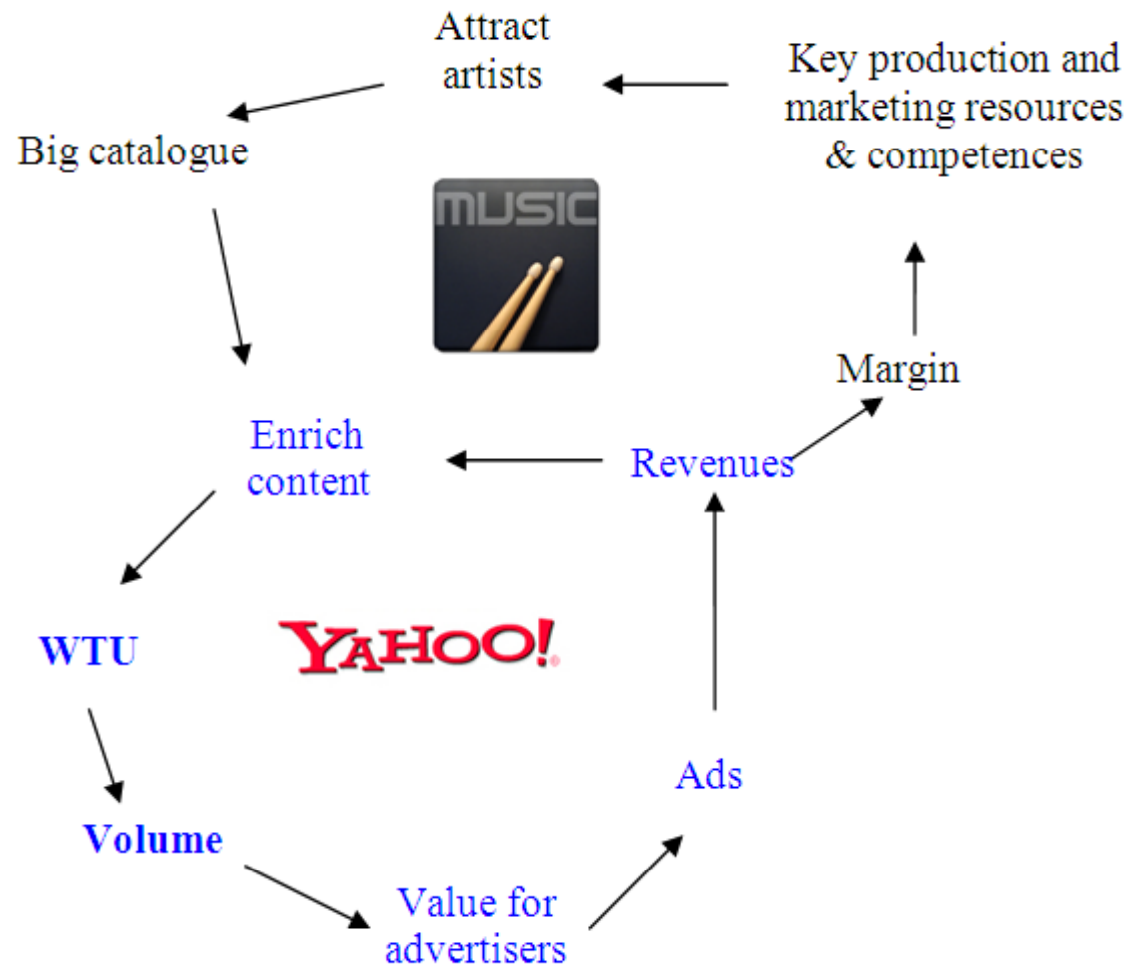 Attract
artists
Key production and
marketing resources
& competences
Big catalogue
MUSIC
Margin
Enrich
content
Revenues
WTU
YAHOO!
Ads
Volume
Value for
advertisers